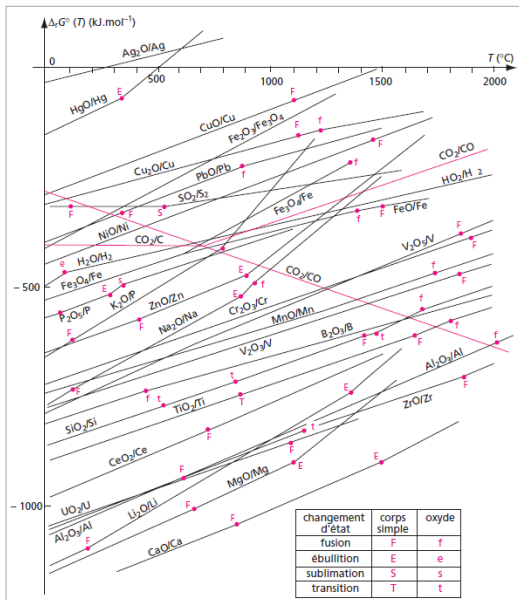 Δ_rG° (T) (kJ.mol⁻¹)
T (°C)
0
500
1000
1500
2000
– 500
– 1000
Ag₂O/Ag
HgO/Hg
E
F
CuO/Cu
Fe₂O₃/Fe₃O₄
F
f
Cu₂O/Cu
PbO/Pb
f
F
CO₂/CO
HO₂/H ₂
SO₂/S₂
F
F
S
Fe₃O₄/Fe
f
f
F
FeO/Fe
NiO/Ni
CO₂/C
H₂O/H₂
e
V₂O₅/V
F
F
CO₂/CO
Fe₃O₄/Fe
E
s
K₂O/P
P₂O₅/P
F
ZnO/Zn
F
F
Na₂O/Na
E
F
f
Cr₂O₃/Cr
MnO/Mn
f
F
V₂O₃/V
B₂O₃/B
f
F
t
F
f
f
F
f
t
t
T
SiO₂/Si
TiO₂/Ti
Al₂O₃/Al
ZrO/Zr
F
E
CeO₂/Ce
F
t
F
F
MgO/Mg
E
E
UO₂/U
Li₂O/Li
Al₂O₃/Al
F
F
CaO/Ca
F
changement
d'état
corps
simple
oxyde
fusion
F
f
ébullition
E
e
sublimation
S
s
transition
T
t